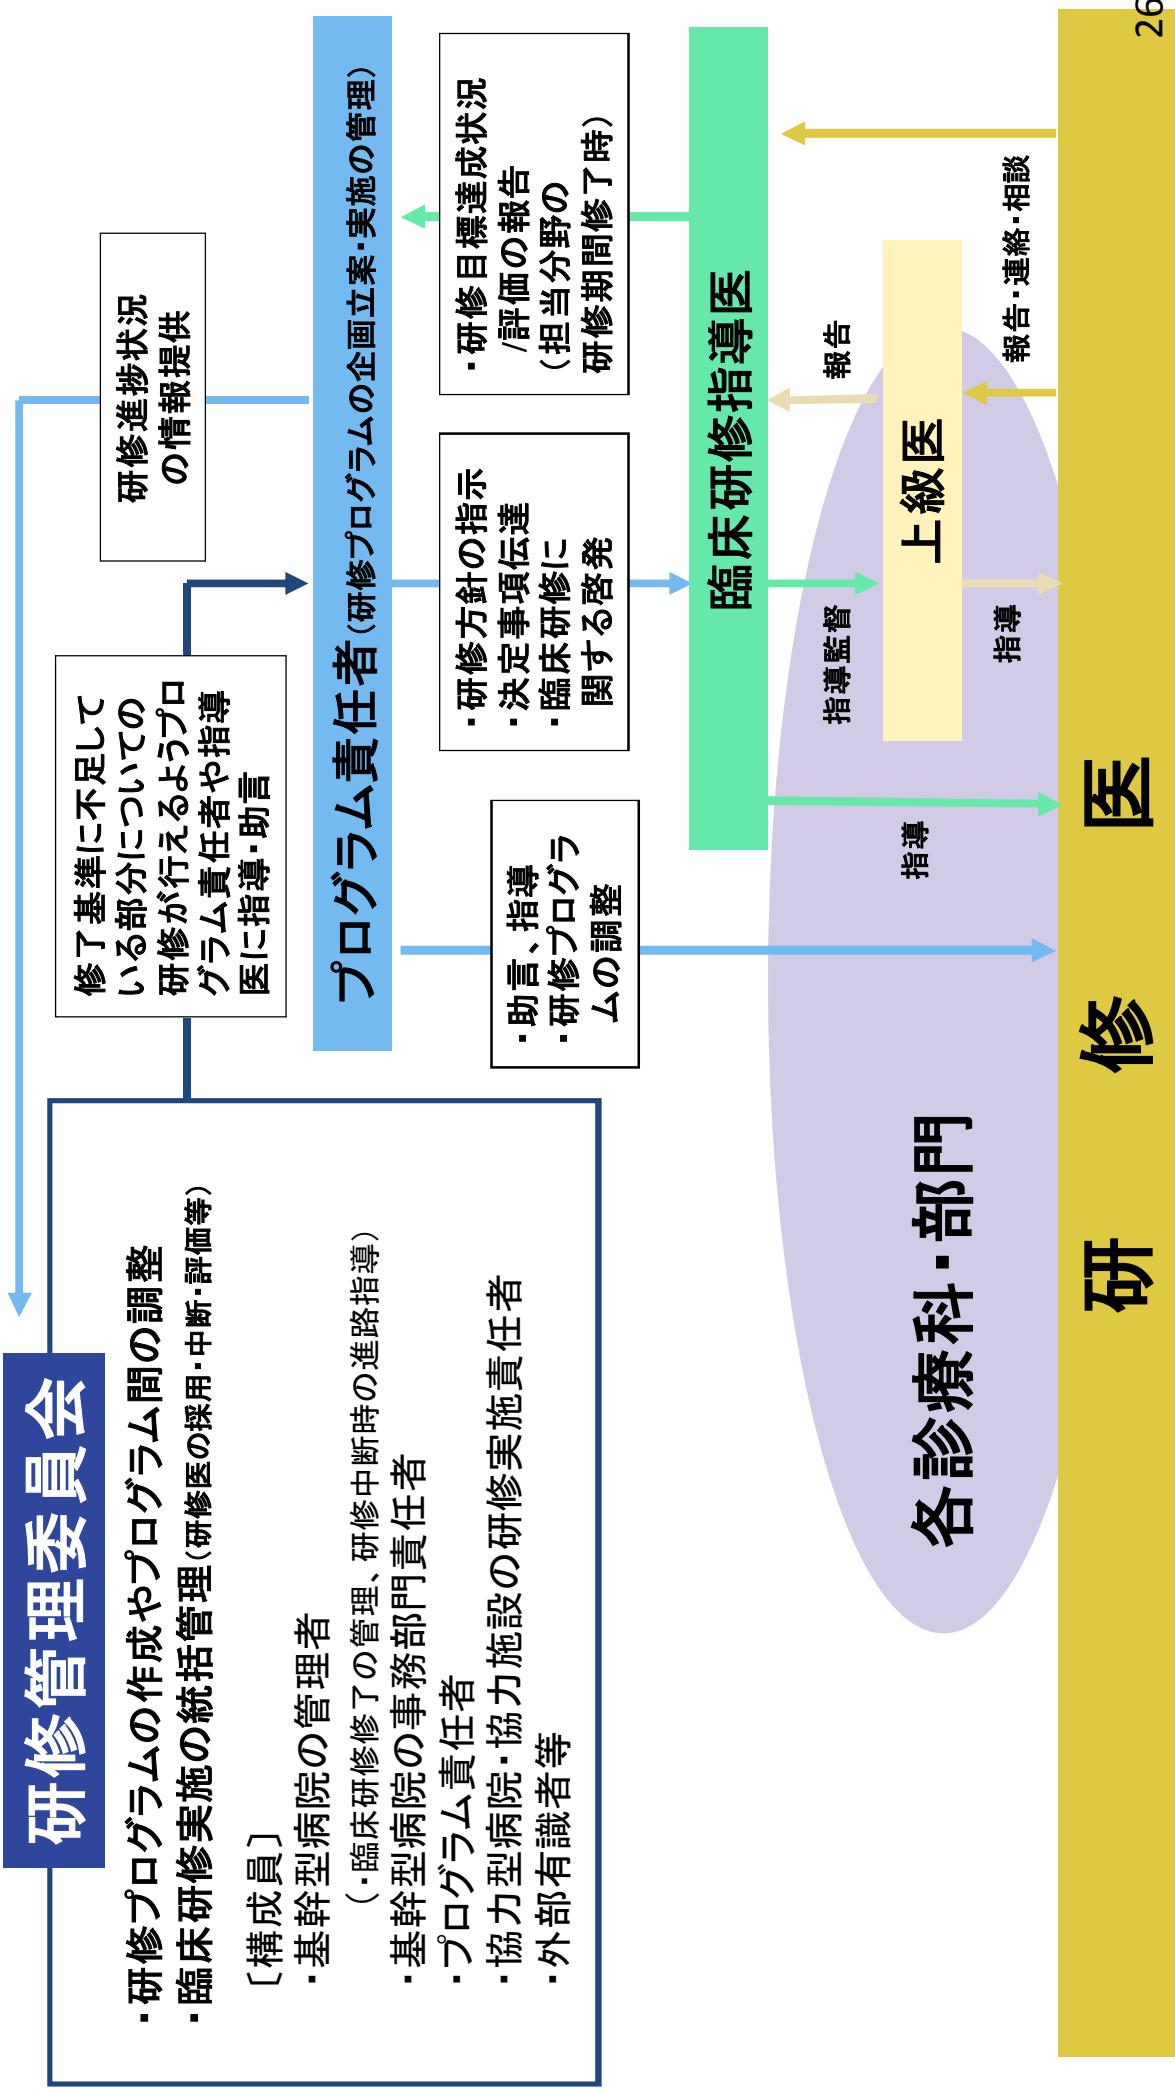 研修管理委員会
・研修プログラムの作成やプログラム間の調整
・臨床研修実施の統括管理(研修医の採用・中断・評価等)
〔構成員〕
・基幹型病院の管理者
(・臨床研修修了の管理、研修中断時の進路指導)
・基幹型病院の事務部門責任者
・プログラム責任者
・協力型病院・協力施設の研修実施責任者
・外部有識者等
修了基準に不足して
いる部分についての
研修が行えるようプロ
グラム責任者や指導
医に指導・助言
研修進捗状況
の情報提供
プログラム責任者(研修プログラムの企画立案・実施の管理)
・助言、指導
・研修プログラ
ムの調整
・研修方針の指示
・決定事項伝達
・臨床研修に
関する啓発
・研修目標達成状況
/評価の報告
(担当分野の
研修期間修了時)
臨床研修指導医
指導監督
報告
上級医
指導
指導
報告・連絡・相談
各診療科・部門
研 修 医
26